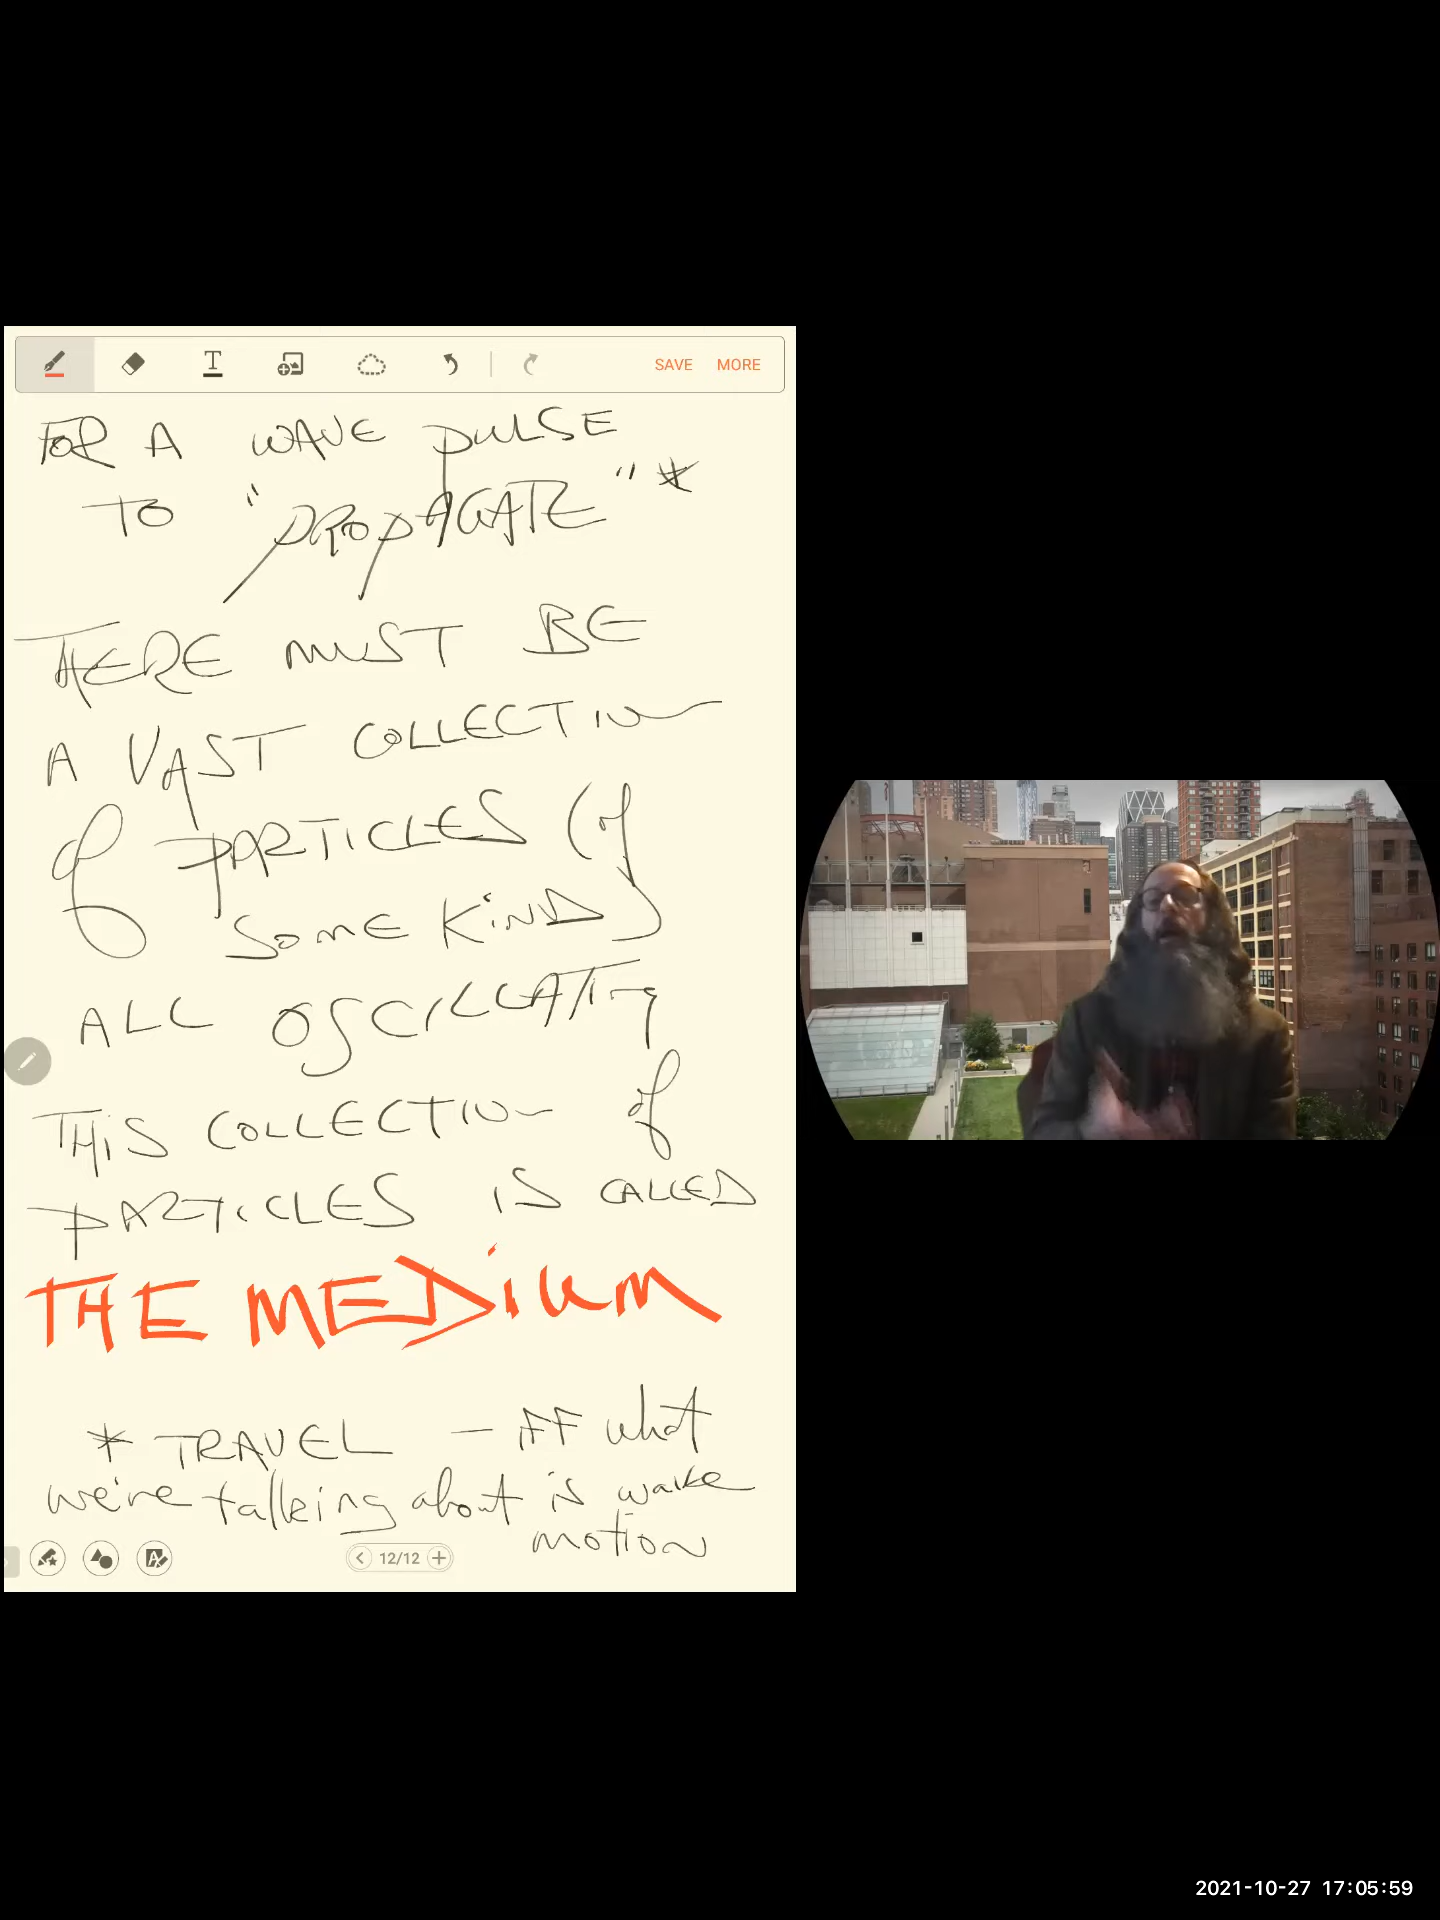 T
SAVE MORE
FOR A WAVE PULSE
TO "PROPAGATE" *
THERE MUST BE
A VAST COLLECTION
of PARTICLES (of
SOME KIND)
ALL OSCILLATING
THIS COLLECTION of
PARTICLES IS CALLED
THE MEDIUM
* TRAVEL - IFF what
we're talking about is wave
motion
12/12
2021-10-27 17:05:59